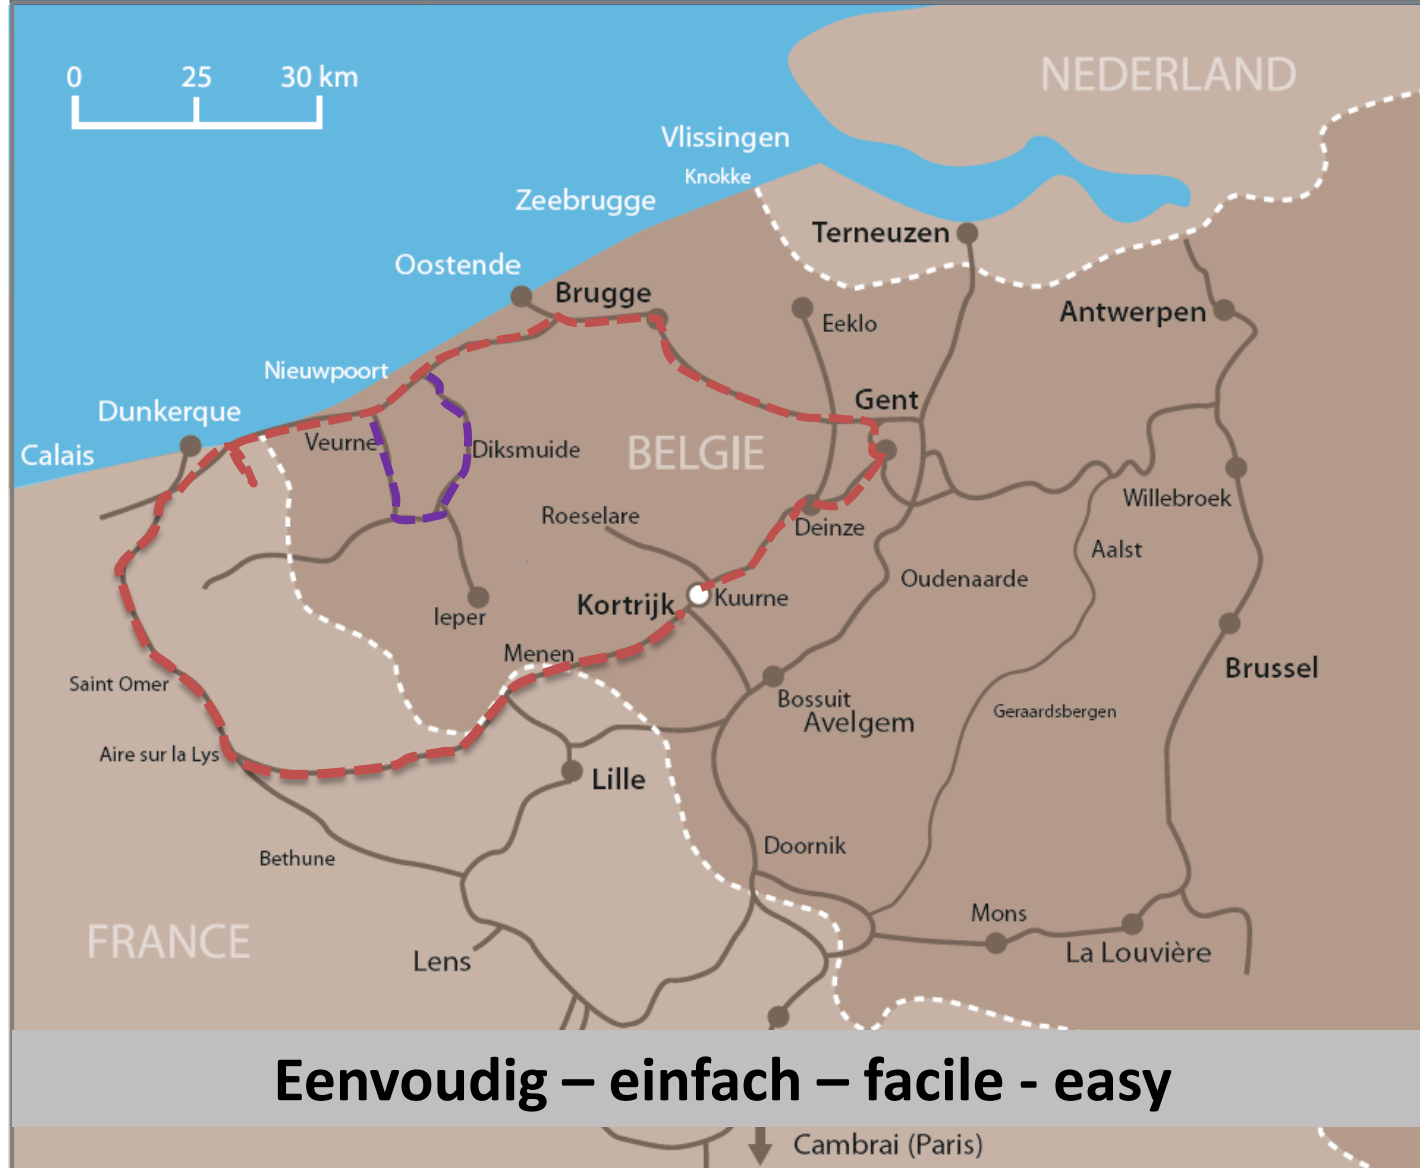 NEDERLAND
0 25 30 km
Vlissingen
Knokke
Zeebrugge
Terneuzen
Oostende
Brugge
Antwerpen
Eeklo
Nieuwpoort
Gent
Dunkerque
Veurne
Diksmuide
BELGIE
Calais
Willebroek
Roeselare
Deinze
Aalst
Oudenaarde
Kortrijk
Kuurne
Ieper
Menen
Brussel
Saint Omer
Bossuit
Geraardsbergen
Avelgem
Aire sur la Lys
Lille
Doornik
Bethune
Mons
FRANCE
La Louvière
Lens
Eenvoudig – einfach – facile - easy
Cambrai (Paris)